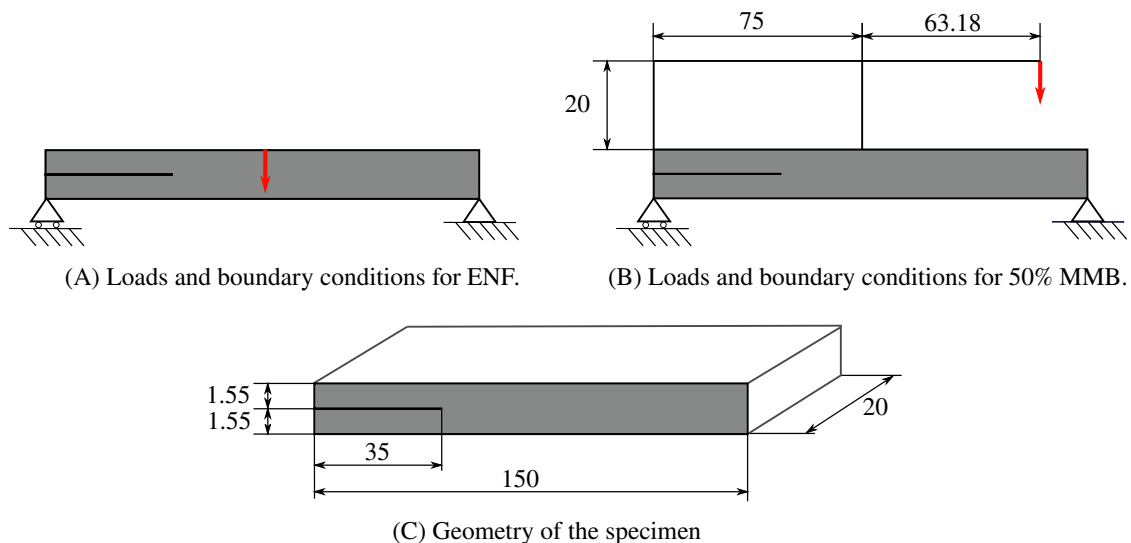 75
63.18
20
(A) Loads and boundary conditions for ENF.
(B) Loads and boundary conditions for 50% MMB.
1.55
1.55
35
150
20
(C) Geometry of the specimen